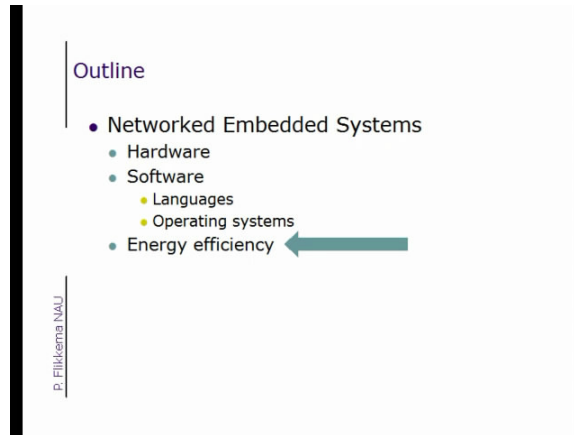 Outline
Networked Embedded Systems
Hardware
Software
Languages
Operating systems
Energy efficiency
P. Flikkema NAU